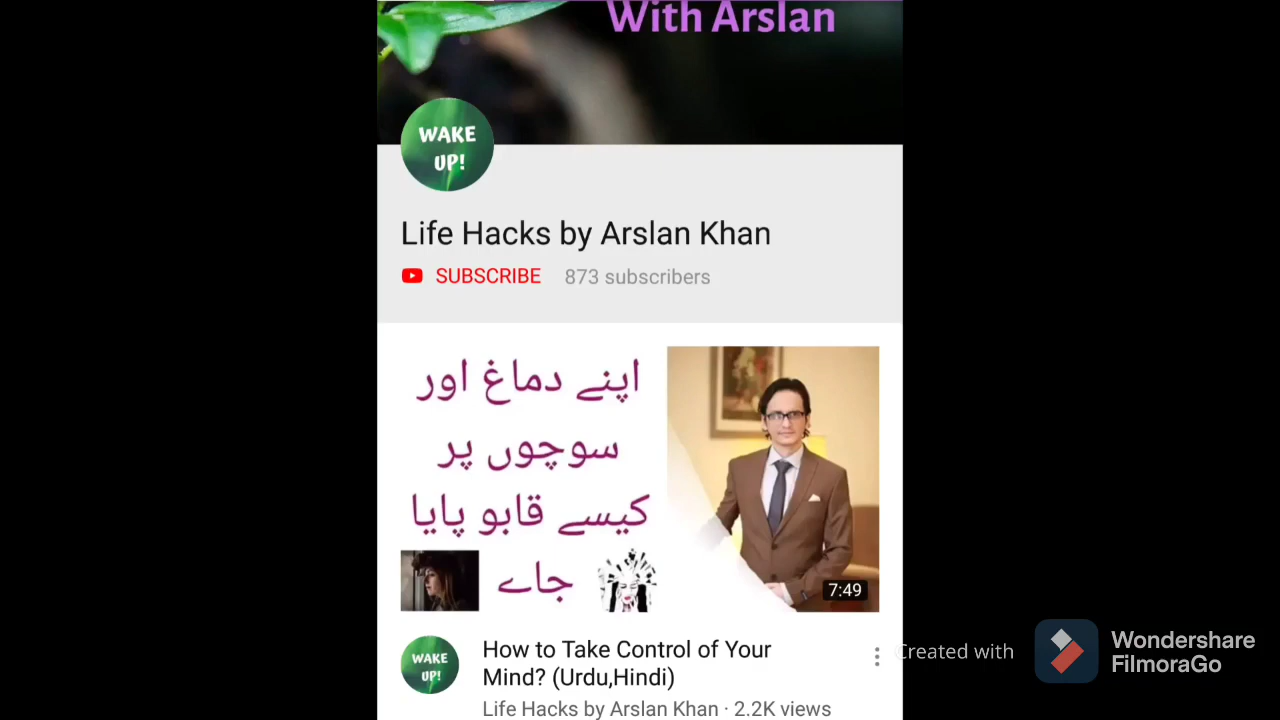 With Arslan
WAKE
UP!
Life Hacks by Arslan Khan
SUBSCRIBE 873 subscribers
اپنے دماغ اور
سوچوں پر
کیسے قابو پایا
جاے
7:49
WAKE
UP!
How to Take Control of Your
Mind? (Urdu,Hindi)
Life Hacks by Arslan Khan · 2.2K views
Created with
Wondershare
FilmoraGo